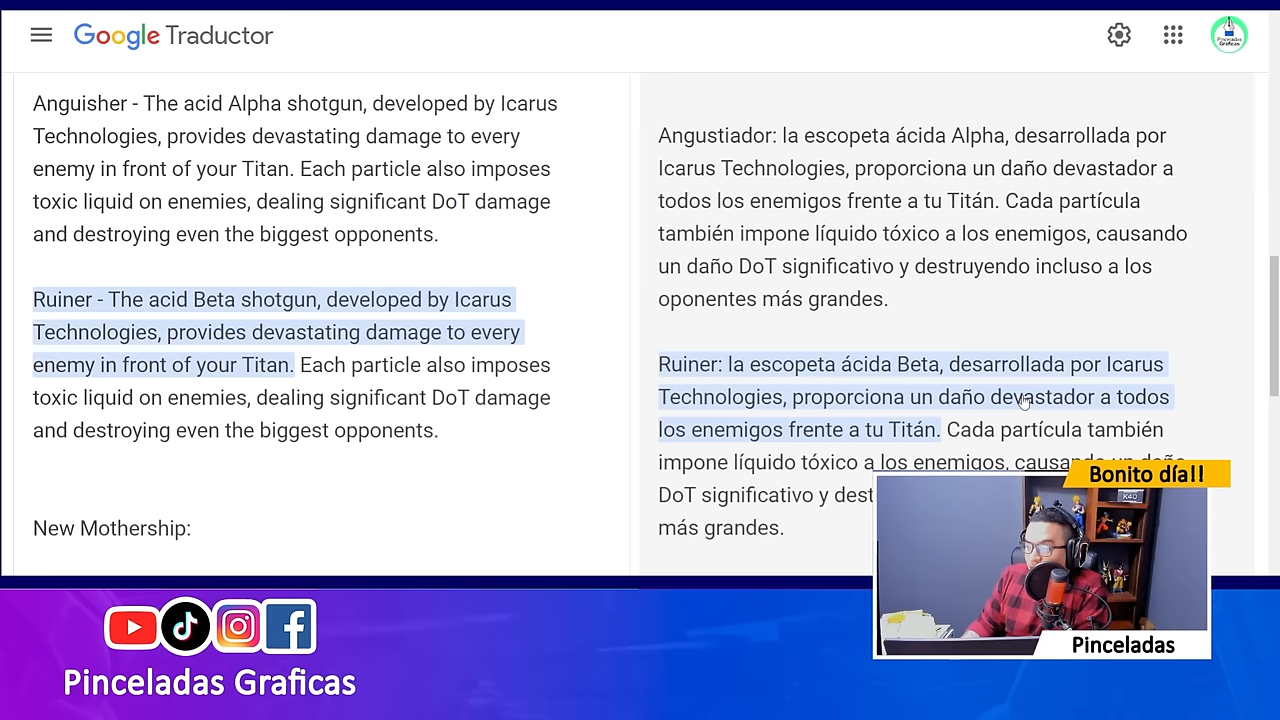 Google Traductor
Pinceladas
Graficas
Anguisher - The acid Alpha shotgun, developed by Icarus
Technologies, provides devastating damage to every
enemy in front of your Titan. Each particle also imposes
toxic liquid on enemies, dealing significant DoT damage
and destroying even the biggest opponents.
Ruiner - The acid Beta shotgun, developed by Icarus
Technologies, provides devastating damage to every
enemy in front of your Titan. Each particle also imposes
toxic liquid on enemies, dealing significant DoT damage
and destroying even the biggest opponents.
New Mothership:
Angustiador: la escopeta ácida Alpha, desarrollada por
Icarus Technologies, proporciona un daño devastador a
todos los enemigos frente a tu Titán. Cada partícula
también impone líquido tóxico a los enemigos, causando
un daño DoT significativo y destruyendo incluso a los
oponentes más grandes.
Ruiner: la escopeta ácida Beta, desarrollada por Icarus
Technologies, proporciona un daño devastador a todos
los enemigos frente a tu Titán. Cada partícula también
impone líquido tóxico a los enemigos, causando un daño
DoT significativo y dest
más grandes.
Bonito día!!
K40
Pinceladas
Pinceladas Graficas